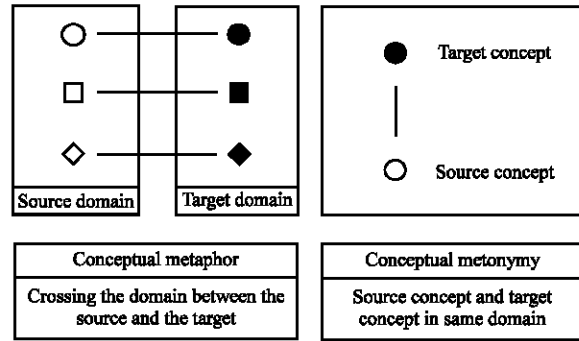 Target concept
Source concept
Source domain
Target domain
Conceptual metaphor
Crossing the domain between the
source and the target
Conceptual metonymy
Source concept and target
concept in same domain